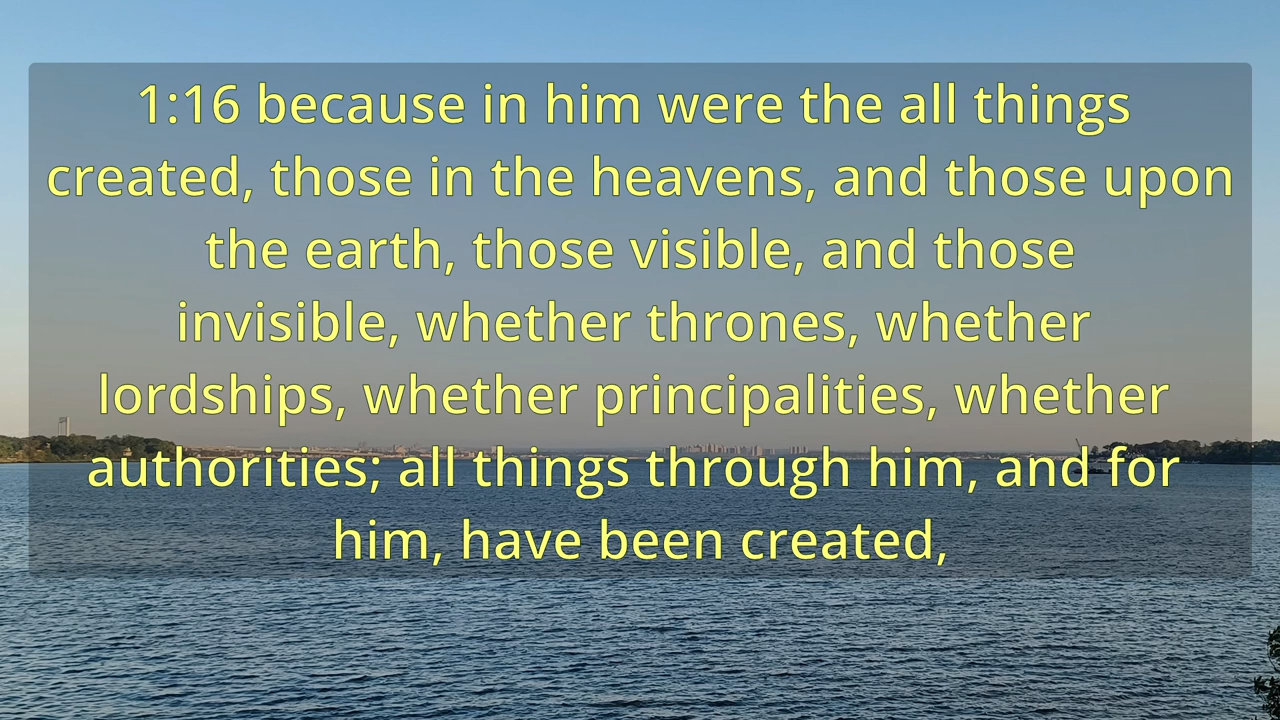 1:16 because in him were the all things
created, those in the heavens, and those upon
the earth, those visible, and those
invisible, whether thrones, whether
lordships, whether principalities, whether
authorities; all things through him, and for
him, have been created,